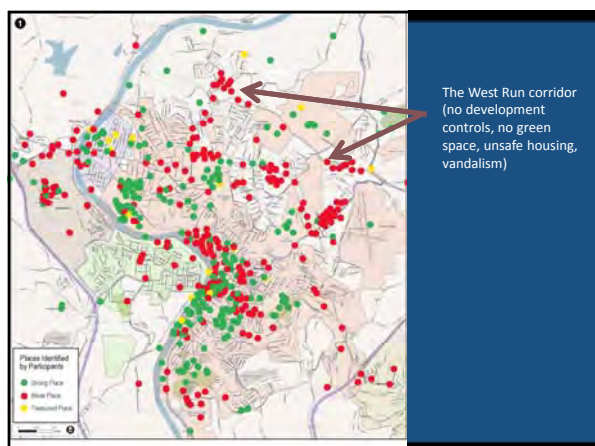 1
The West Run corridor
(no development
controls, no green
space, unsafe housing,
vandalism)
Places Identified
by Participants
Strong Place
Weak Place
Treasured Place